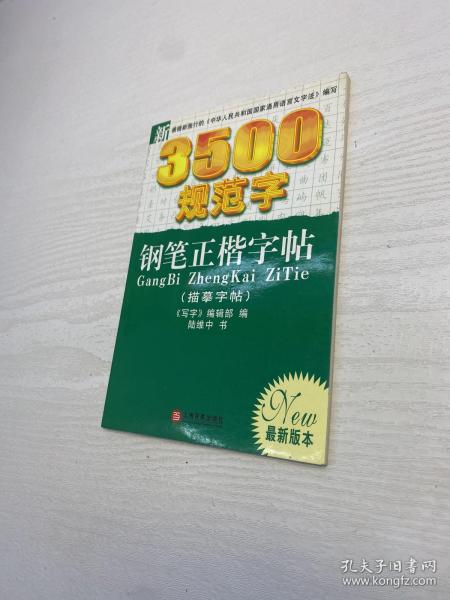 新
根据新施行的《中华人民共和国国家通用语言文字法》编写
3500
规范字
钢笔正楷字帖
GangBi ZhengKai ZiTie
(描摹字帖)
《写字》编辑部 编
陆维中 书
New
最新版本
孔夫子旧书网
www.kongfz.com